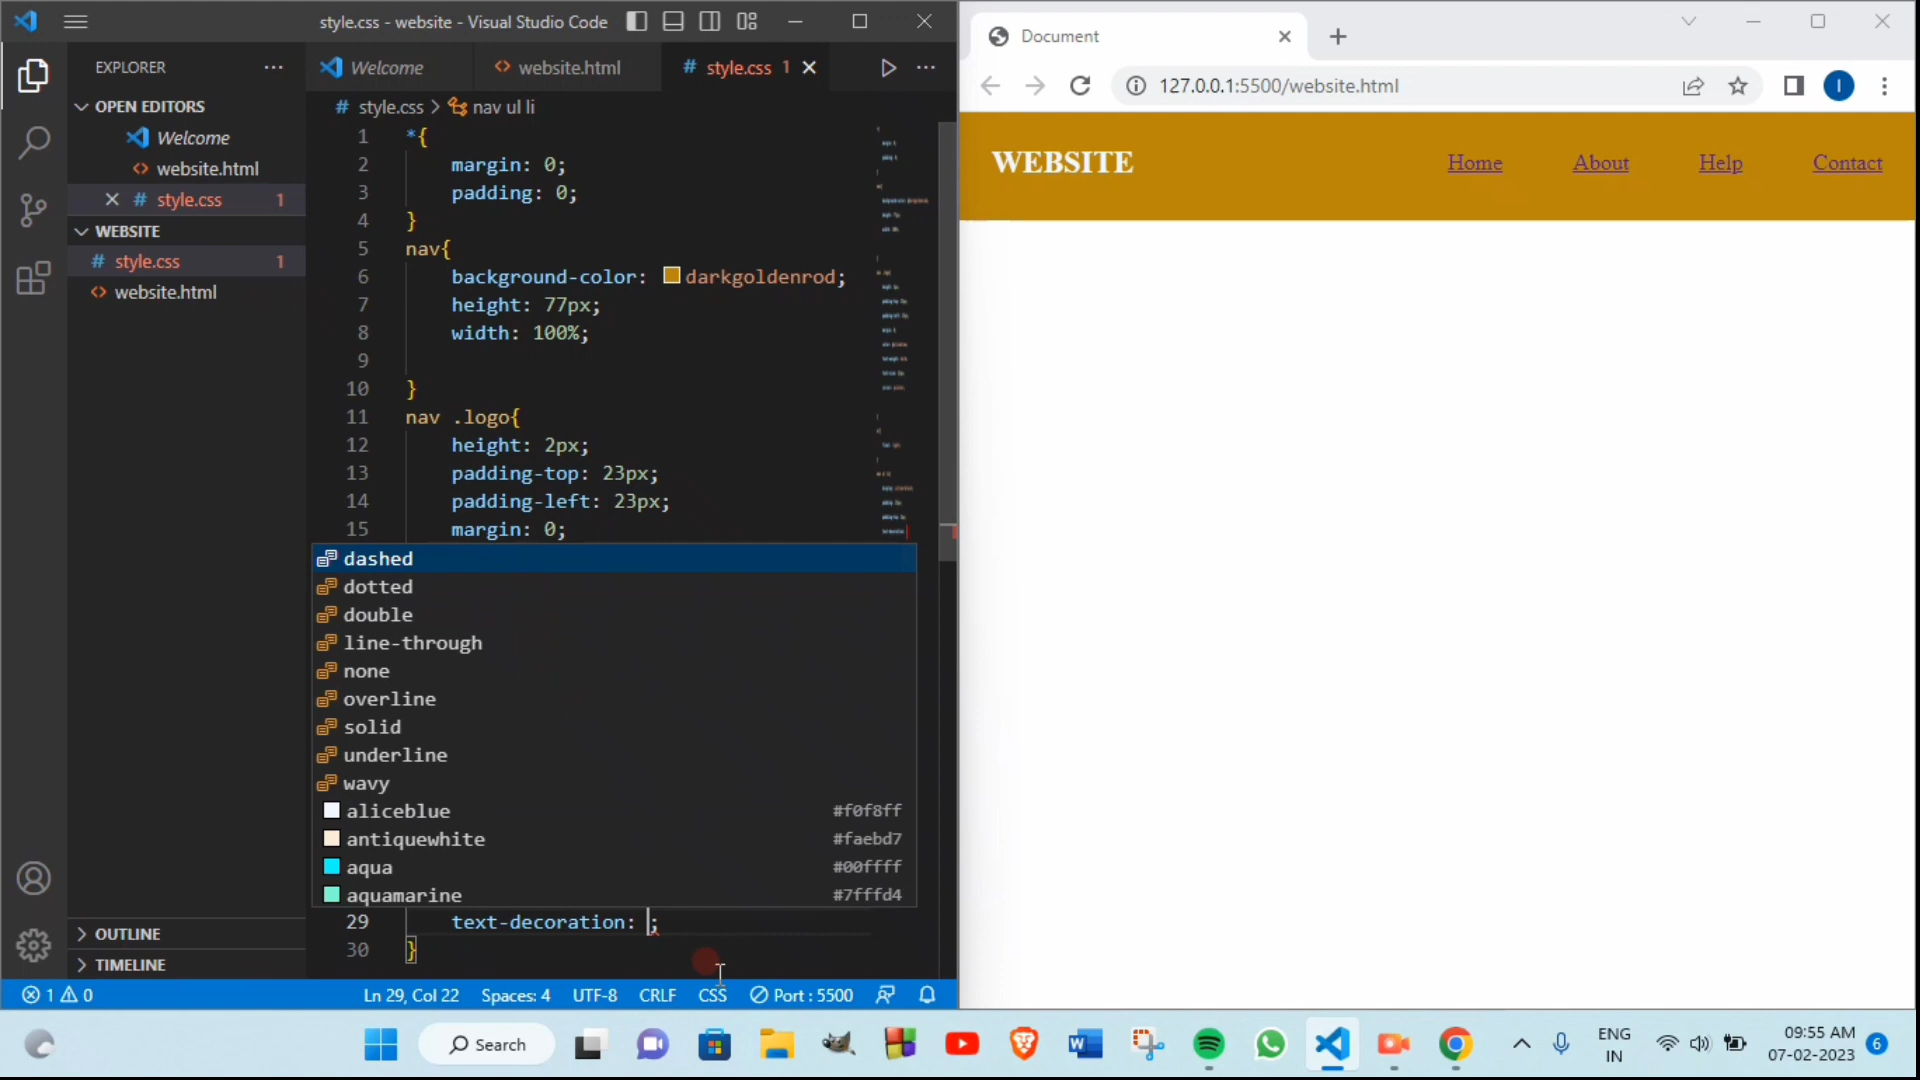 style.css - website - Visual Studio Code
EXPLORER
OPEN EDITORS
Welcome
website.html
style.css 1
WEBSITE
style.css 1
website.html
OUTLINE
TIMELINE
Welcome
website.html
style.css 1
style.css > nav ul li
1 *{
2 margin: 0;
3 padding: 0;
4 }
5 nav{
6 background-color: darkgoldenrod;
7 height: 77px;
8 width: 100%;
9
10 }
11 nav .logo{
12 height: 2px;
13 padding-top: 23px;
14 padding-left: 23px;
15 margin: 0;
dashed
dotted
double
line-through
none
overline
solid
underline
wavy
aliceblue #f0f8ff
antiquewhite #faebd7
aqua #00ffff
aquamarine #7fffd4
29 text-decoration: ;
30 }
1 0 Ln 29, Col 22 Spaces: 4 UTF-8 CRLF CSS Port : 5500
Document
127.0.0.1:5500/website.html
I
WEBSITE Home About Help Contact
Search
ENG
IN
09:55 AM
07-02-2023
6